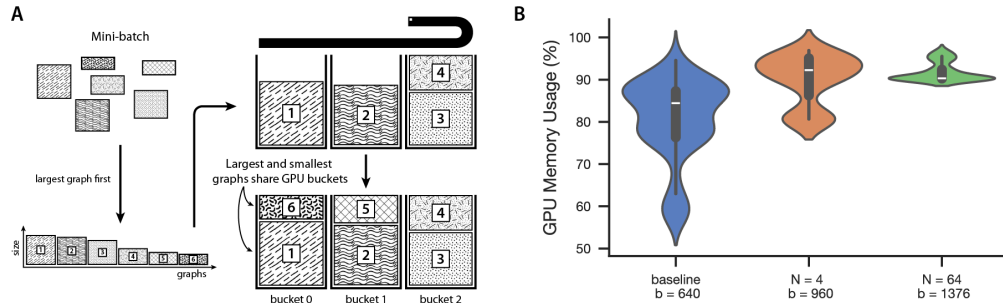 A
Mini-batch
largest graph first
size
1
2
3
4
5
6
graphs
1
2
4
3
Largest and smallest
graphs share GPU buckets
6
1
5
2
4
3
bucket 0
bucket 1
bucket 2
B
GPU Memory Usage (%)
100
90
80
70
60
50
baseline
b = 640
N = 4
b = 960
N = 64
b = 1376